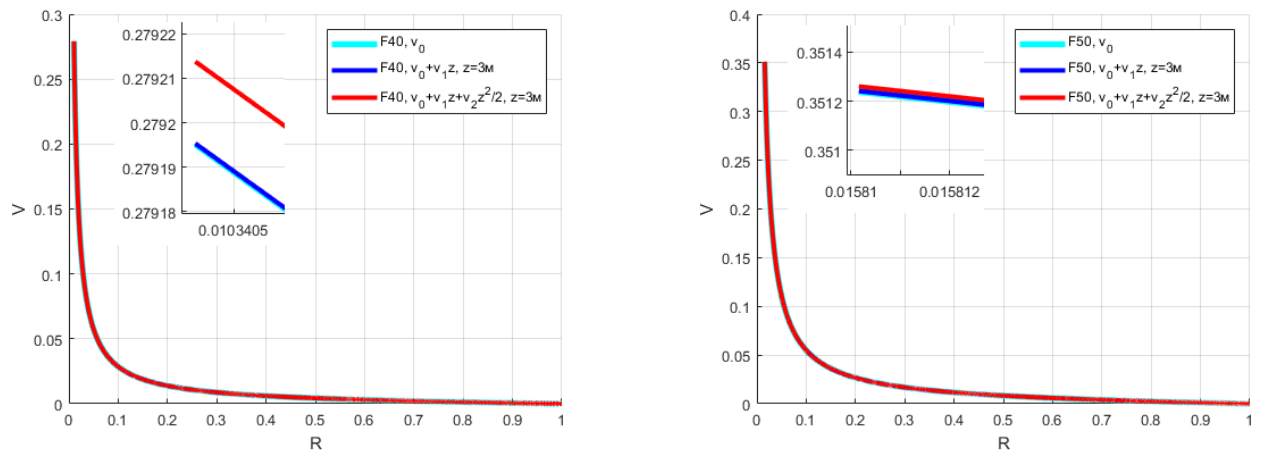 0.3
0.25
0.2
0.15
0.1
0.05
0
V
0.27922
0.27921
0.2792
0.27919
0.27918
0.0103405
F40, v₀
F40, v₀+v₁z, z=3м
F40, v₀+v₁z+v₂z²/2, z=3м
0 0.1 0.2 0.3 0.4 0.5 0.6 0.7 0.8 0.9 1
R
0.4
0.35
0.3
0.25
0.2
0.15
0.1
0.05
0
V
0.3514
0.3512
0.351
0.01581 0.015812
F50, v₀
F50, v₀+v₁z, z=3м
F50, v₀+v₁z+v₂z²/2, z=3м
0 0.1 0.2 0.3 0.4 0.5 0.6 0.7 0.8 0.9 1
R